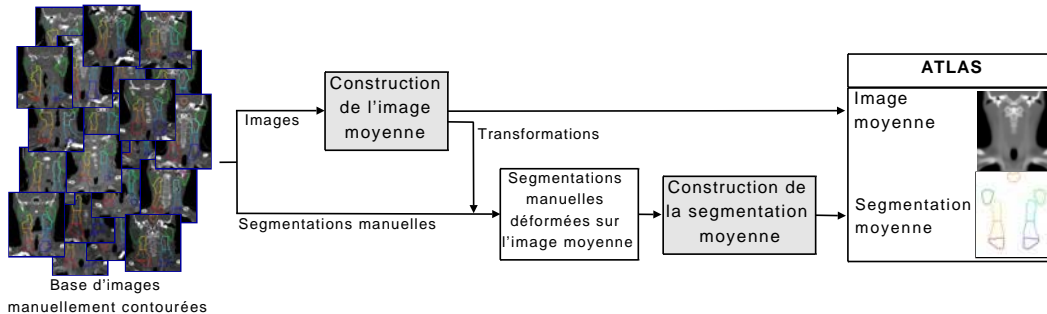 Base d'images
manuellement contourées
Images
Segmentations manuelles
Construction
de l'image
moyenne
Transformations
Segmentations
manuelles
déformées sur
l'image moyenne
Construction de
la segmentation
moyenne
ATLAS
Image
moyenne
Segmentation
moyenne